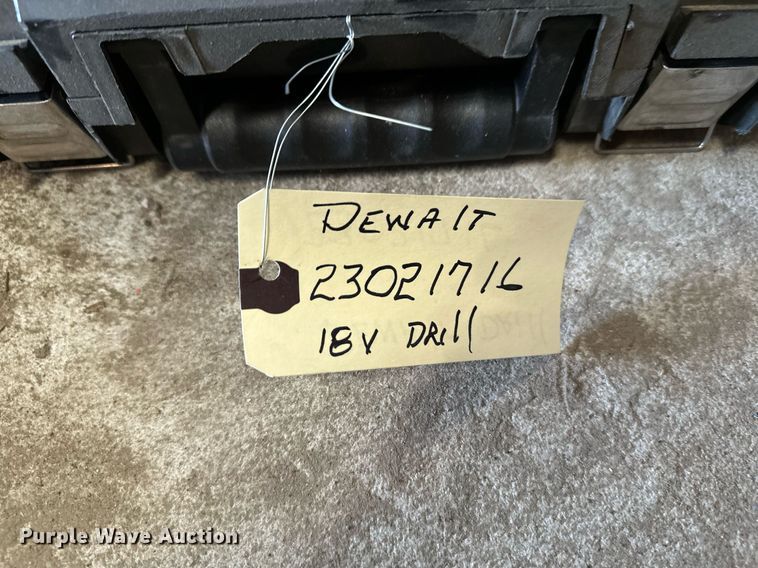 DEWAlT
23021716
18V DRill
Purple Wave Auction